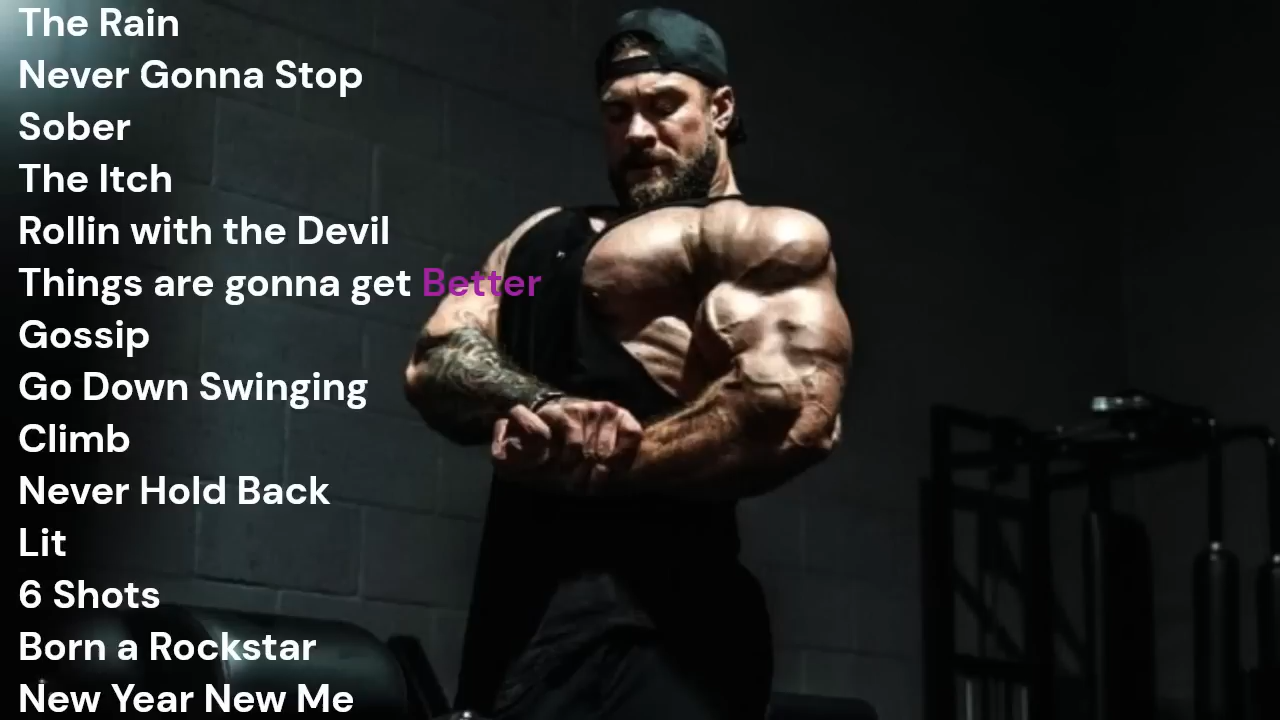 The Rain
Never Gonna Stop
Sober
The Itch
Rollin with the Devil
Things are gonna get Better
Gossip
Go Down Swinging
Climb
Never Hold Back
Lit
6 Shots
Born a Rockstar
New Year New Me